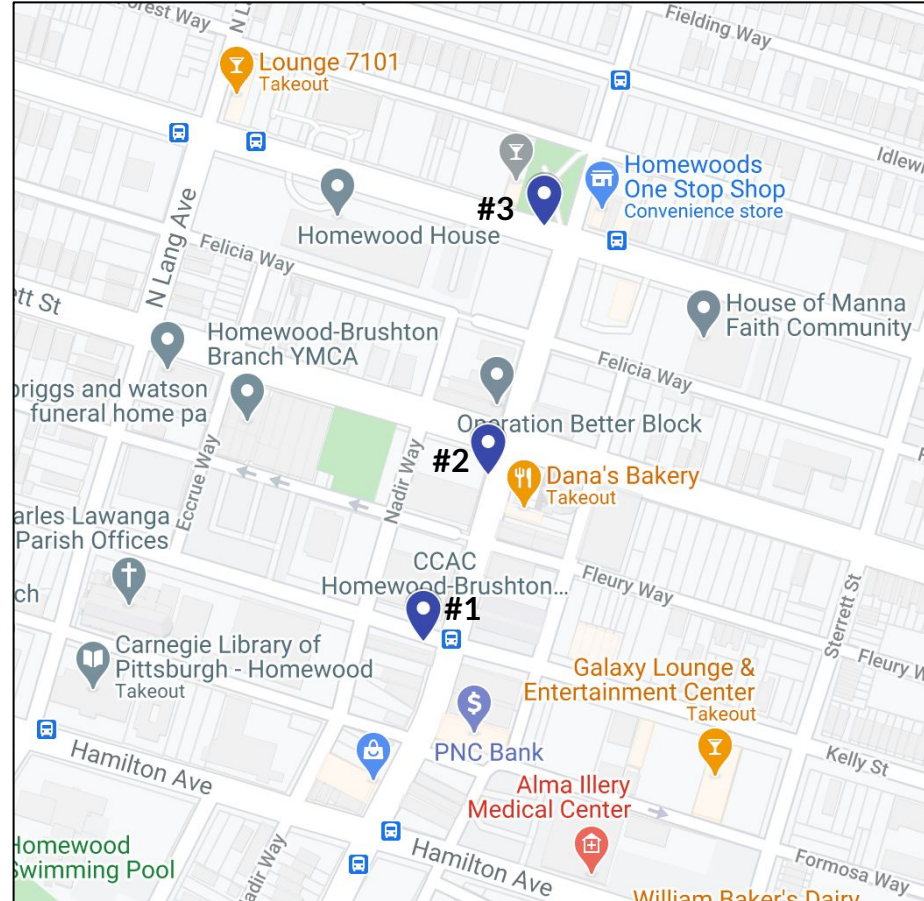 orest Way
N La
Fielding Way
Lounge 7101
Takeout
Idlewi
Homewoods
One Stop Shop
Convenience store
#3
N Lang Ave
Homewood House
Felicia Way
House of Manna
Faith Community
ett St
Homewood-Brushton
Branch YMCA
Felicia Way
briggs and watson
funeral home pa
Operation Better Block
#2
Nadir Way
Eccrue Way
Dana's Bakery
Takeout
arles Lawanga
Parish Offices
CCAC
Homewood-Brushton...
Fleury Way
ch
#1
Sterrett St
Carnegie Library of
Pittsburgh - Homewood
Takeout
Fleury W
Galaxy Lounge &
Entertainment Center
Takeout
PNC Bank
Kelly St
Hamilton Ave
Alma Illery
Medical Center
Homewood
Swimming Pool
Nadir Way
Hamilton Ave
Formosa Way
William Baker's Dairy